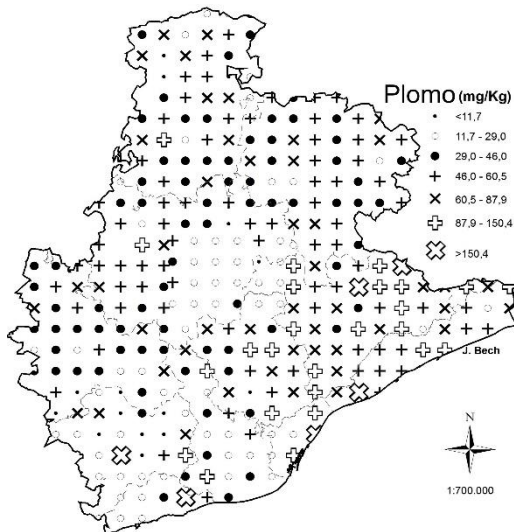 Plomo (mg/Kg)
<11,7
11,7 - 29,0
29,0 - 46,0
46,0 - 60,5
60,5 - 87,9
87,9 - 150,4
>150,4
J. Bech
N
1:700.000